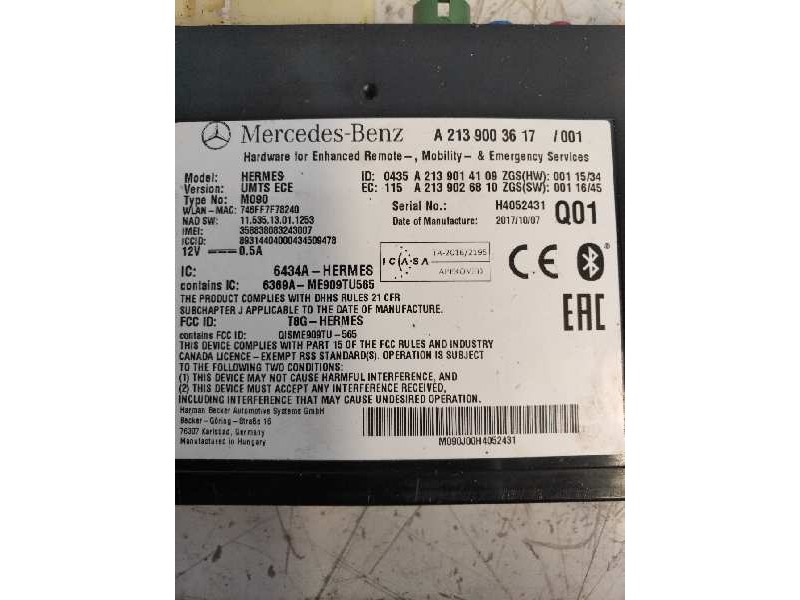 Mercedes-Benz A 213 900 36 17 /001
Hardware for Enhanced Remote-, Mobility- & Emergency Services
Model: HERMES ID: 0435 A 213 901 41 09 ZGS(HW): 001 15/34
Version: UMTS ECE EC: 115 A 213 902 68 10 ZGS(SW): 001 16/45
Type No: M090 Serial No.: H4052431
WLAN-MAC: 746FF7F78240 Q01
NAD SW: 11.535.13.01.1253 Date of Manufacture: 2017/10/07
IMEI: 358838083243007
ICCID: 89314404000434509478
12V 0.5A
ICASA TA-2016/2195
APPROVED
CE
IC: 6434A-HERMES
contains IC: 6369A-ME909TU565
THE PRODUCT COMPLIES WITH DHHS RULES 21 CFR
SUBCHAPTER J APPLICABLE TO THE DATE OF MANUFACTURE.
FCC ID: T8G-HERMES
EAC
contains FCC ID: QISME909TU-565
THIS DEVICE COMPLIES WITH PART 15 OF THE FCC RULES AND INDUSTRY
CANADA LICENCE-EXEMPT RSS STANDARD(S). OPERATION IS SUBJECT
TO THE FOLLOWING TWO CONDITIONS:
(1) THIS DEVICE MAY NOT CAUSE HARMFUL INTERFERENCE, AND
(2) THIS DEVICE MUST ACCEPT ANY INTERFERENCE RECEIVED,
INCLUDING INTERFERENCE THAT MAY CAUSE UNDESIRED OPERATION.
Harman Becker Automotive Systems GmbH
Becker-Göring-Straße 16
76307 Karlsbad, Germany
Manufactured in Hungary
M090J00H4052431